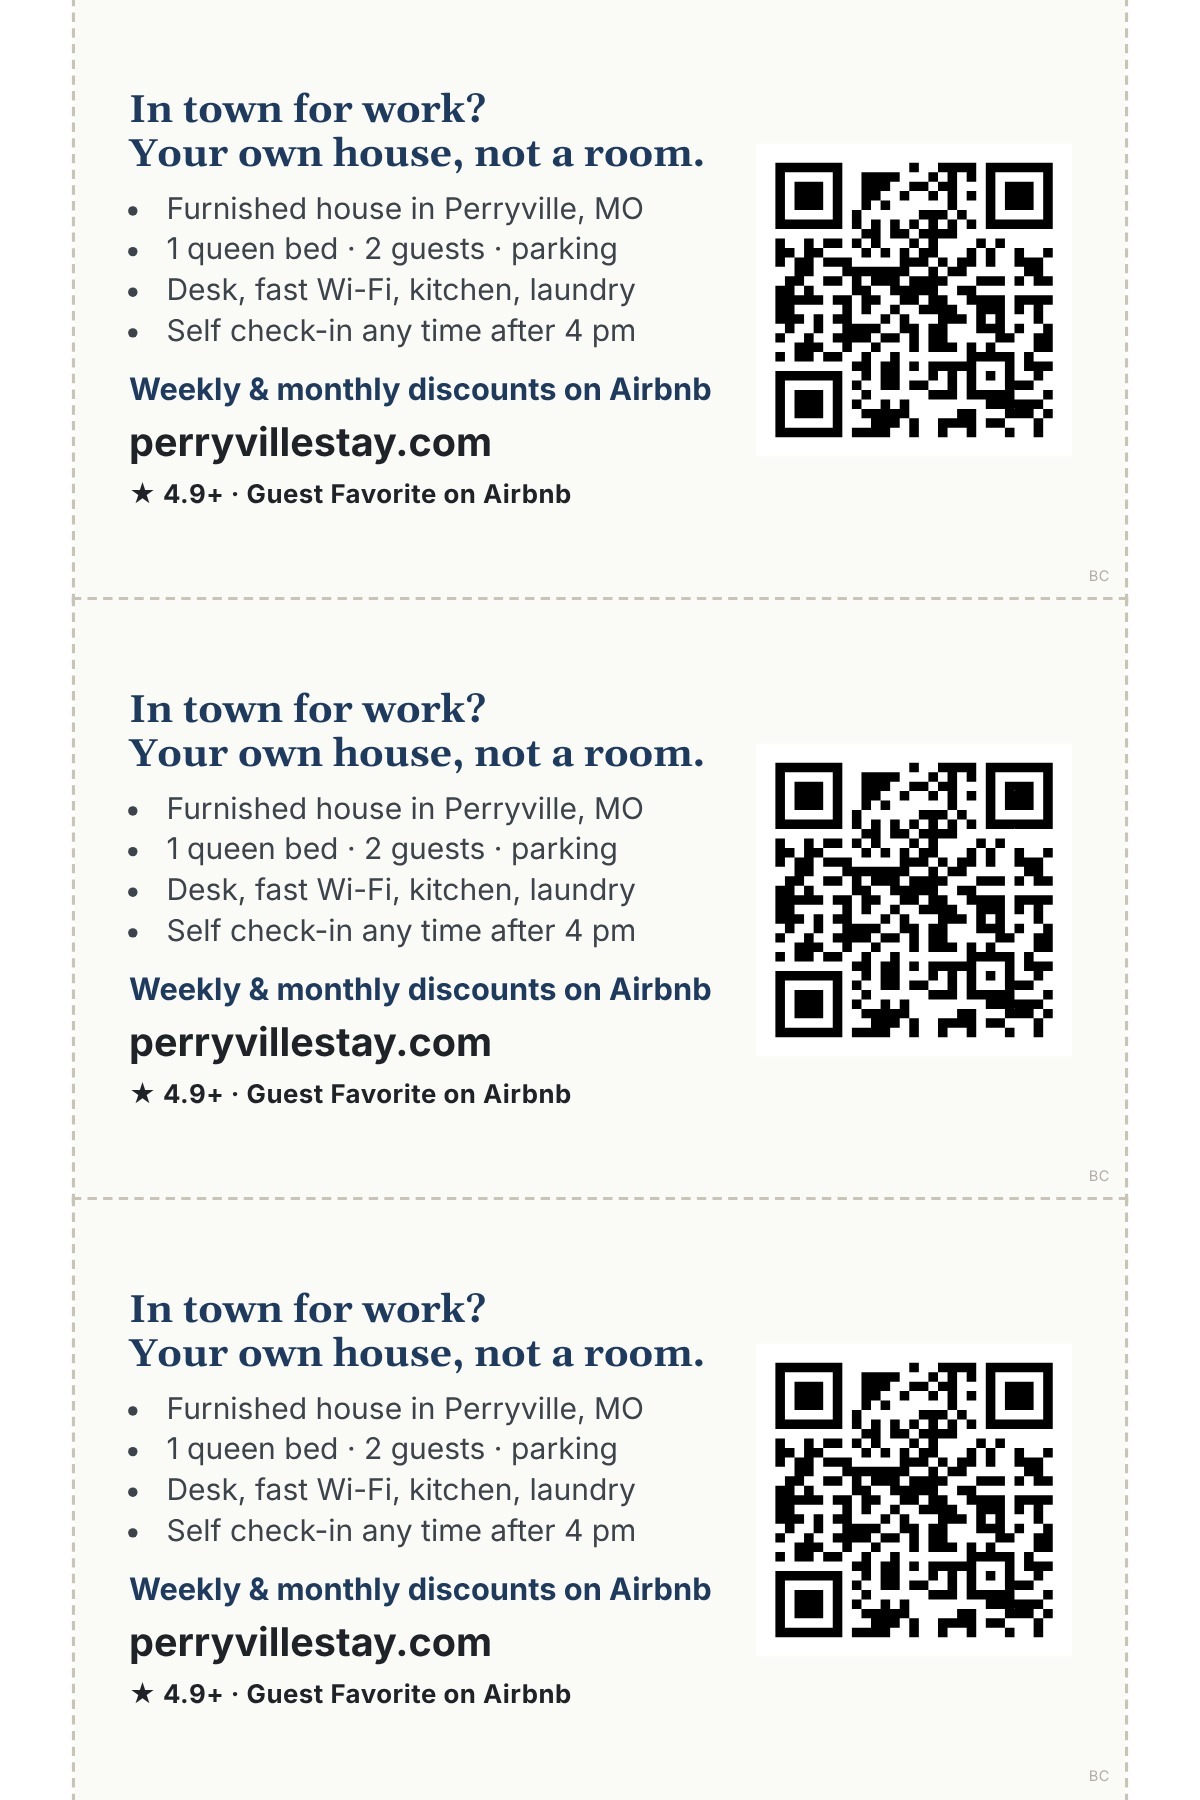 In town for work?
Your own house, not a room.
• Furnished house in Perryville, MO
• 1 queen bed · 2 guests · parking
• Desk, fast Wi-Fi, kitchen, laundry
• Self check-in any time after 4 pm
Weekly & monthly discounts on Airbnb
perryvillestay.com
★ 4.9+ · Guest Favorite on Airbnb
BC
In town for work?
Your own house, not a room.
• Furnished house in Perryville, MO
• 1 queen bed · 2 guests · parking
• Desk, fast Wi-Fi, kitchen, laundry
• Self check-in any time after 4 pm
Weekly & monthly discounts on Airbnb
perryvillestay.com
★ 4.9+ · Guest Favorite on Airbnb
BC
In town for work?
Your own house, not a room.
• Furnished house in Perryville, MO
• 1 queen bed · 2 guests · parking
• Desk, fast Wi-Fi, kitchen, laundry
• Self check-in any time after 4 pm
Weekly & monthly discounts on Airbnb
perryvillestay.com
★ 4.9+ · Guest Favorite on Airbnb
BC